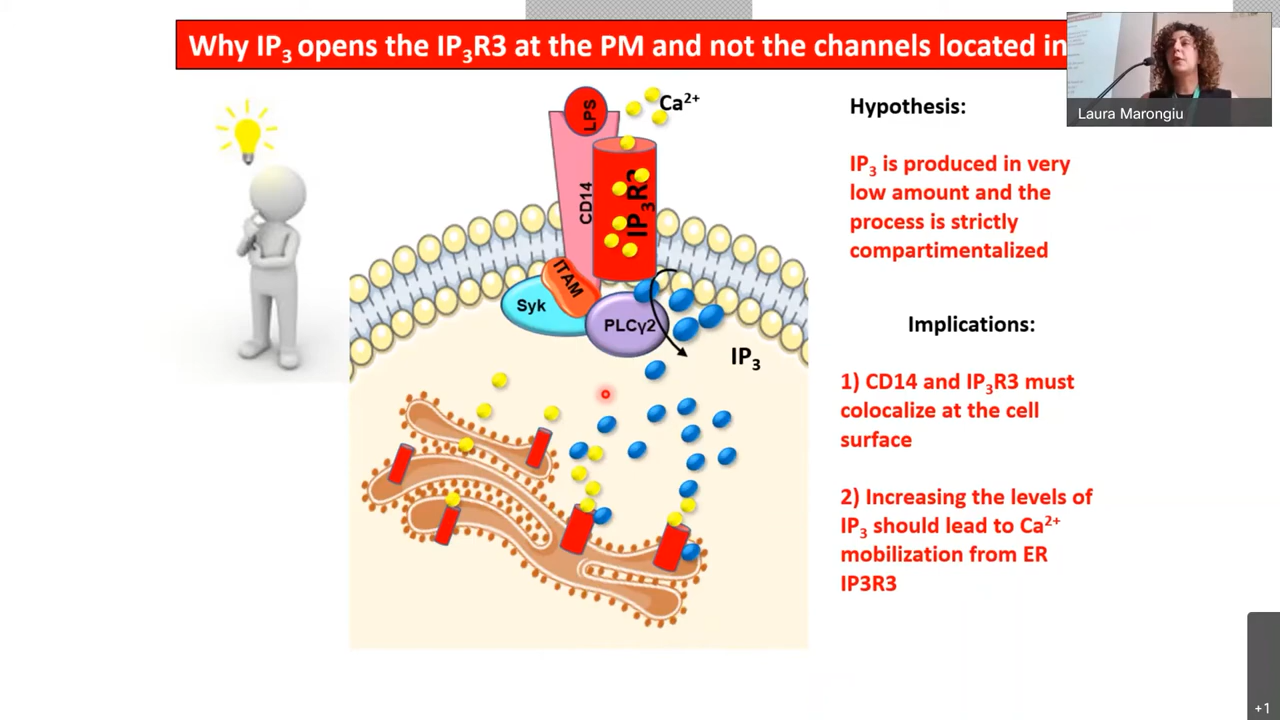 Why IP₃ opens the IP₃R3 at the PM and not the channels located in
Laura Marongiu
LPS
Ca²⁺
CD14
IP₃R3
ITAM
Syk
PLCγ2
IP₃
Hypothesis:
IP₃ is produced in very
low amount and the
process is strictly
compartimentalized
Implications:
1) CD14 and IP₃R3 must
colocalize at the cell
surface
2) Increasing the levels of
IP₃ should lead to Ca²⁺
mobilization from ER
IP3R3
+1